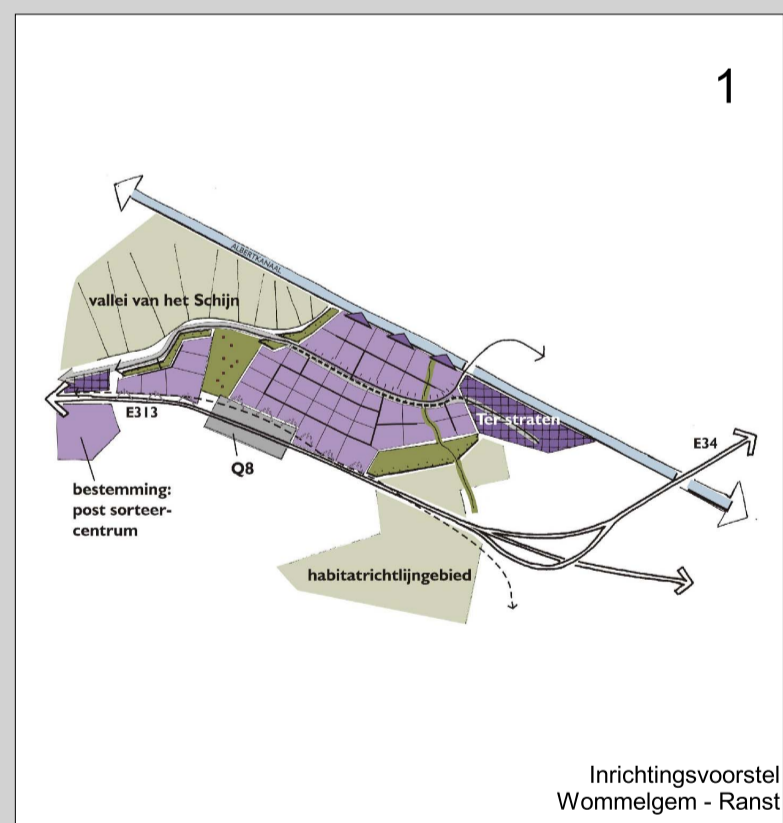 1
ALBERTKANAAL
vallei van het Schijn
E313
Ter straten
E34
Q8
bestemming:
post sorteer-
centrum
habitatrichtlijngebied
Inrichtingsvoorstel
Wommelgem - Ranst